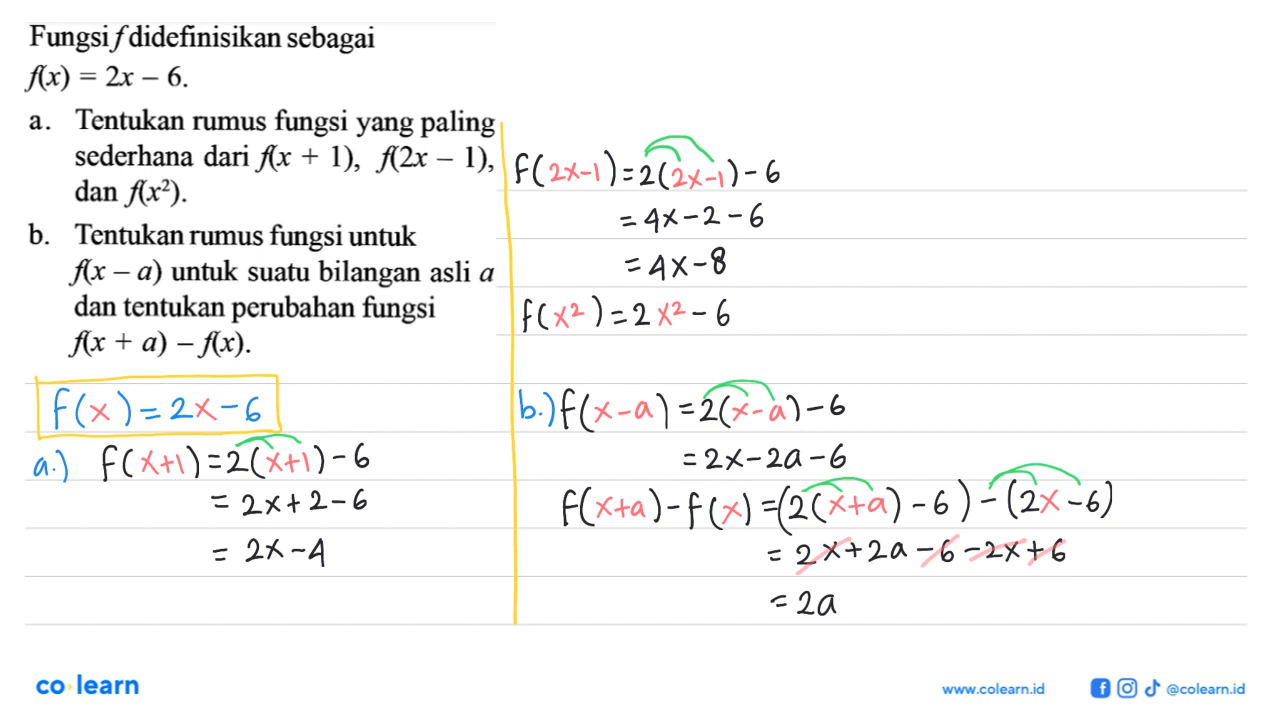 Fungsi f didefinisikan sebagai
f(x) = 2x – 6.
a. Tentukan rumus fungsi yang paling
sederhana dari f(x + 1), f(2x – 1),
dan f(x²).
b. Tentukan rumus fungsi untuk
f(x – a) untuk suatu bilangan asli a
dan tentukan perubahan fungsi
f(x + a) – f(x).
f(x) = 2x - 6
a.) f(x+1) = 2(x+1) - 6
= 2x + 2 - 6
= 2x - 4
f(2x-1) = 2(2x-1) - 6
= 4x - 2 - 6
= 4x - 8
f(x²) = 2x² - 6
b.) f(x-a) = 2(x-a) - 6
= 2x - 2a - 6
f(x+a) - f(x) = (2(x+a) - 6) - (2x - 6)
= 2x + 2a - 6 - 2x + 6
= 2a
co learn
www.colearn.id @colearn.id